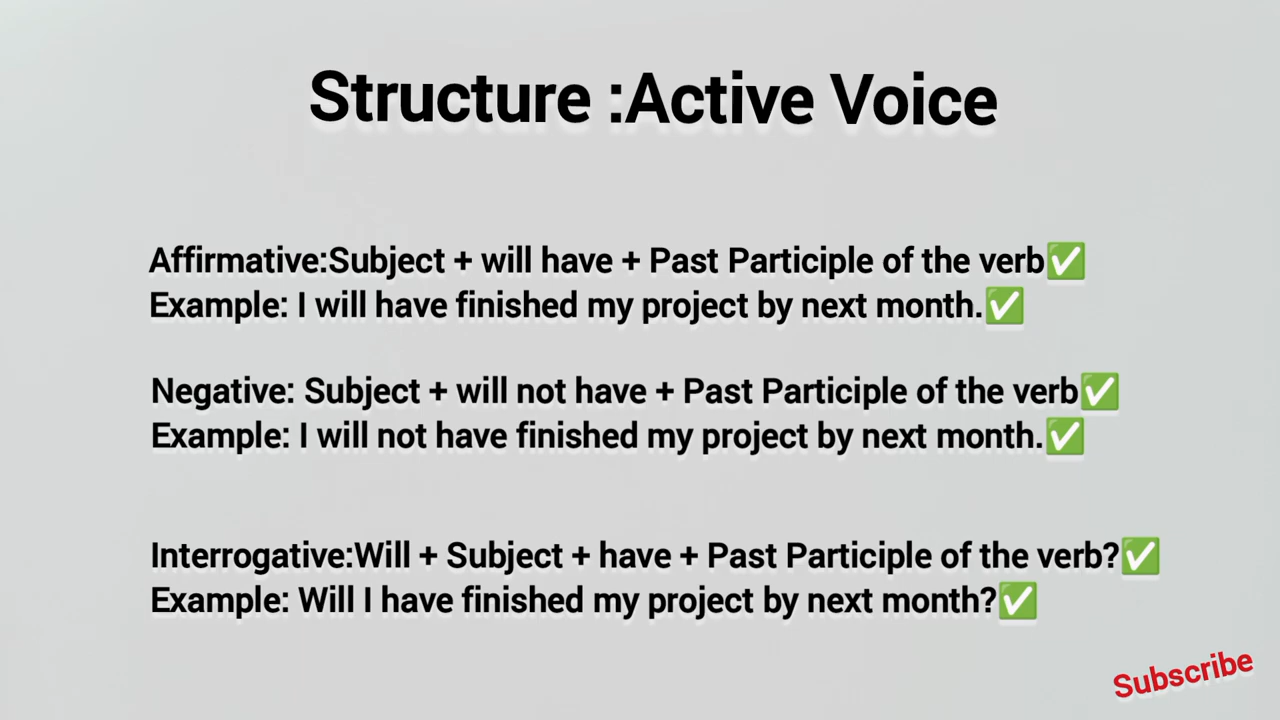 Structure :Active Voice
Affirmative:Subject + will have + Past Participle of the verb✅
Example: I will have finished my project by next month.✅
Negative: Subject + will not have + Past Participle of the verb✅
Example: I will not have finished my project by next month.✅
Interrogative:Will + Subject + have + Past Participle of the verb?✅
Example: Will I have finished my project by next month?✅
Subscribe